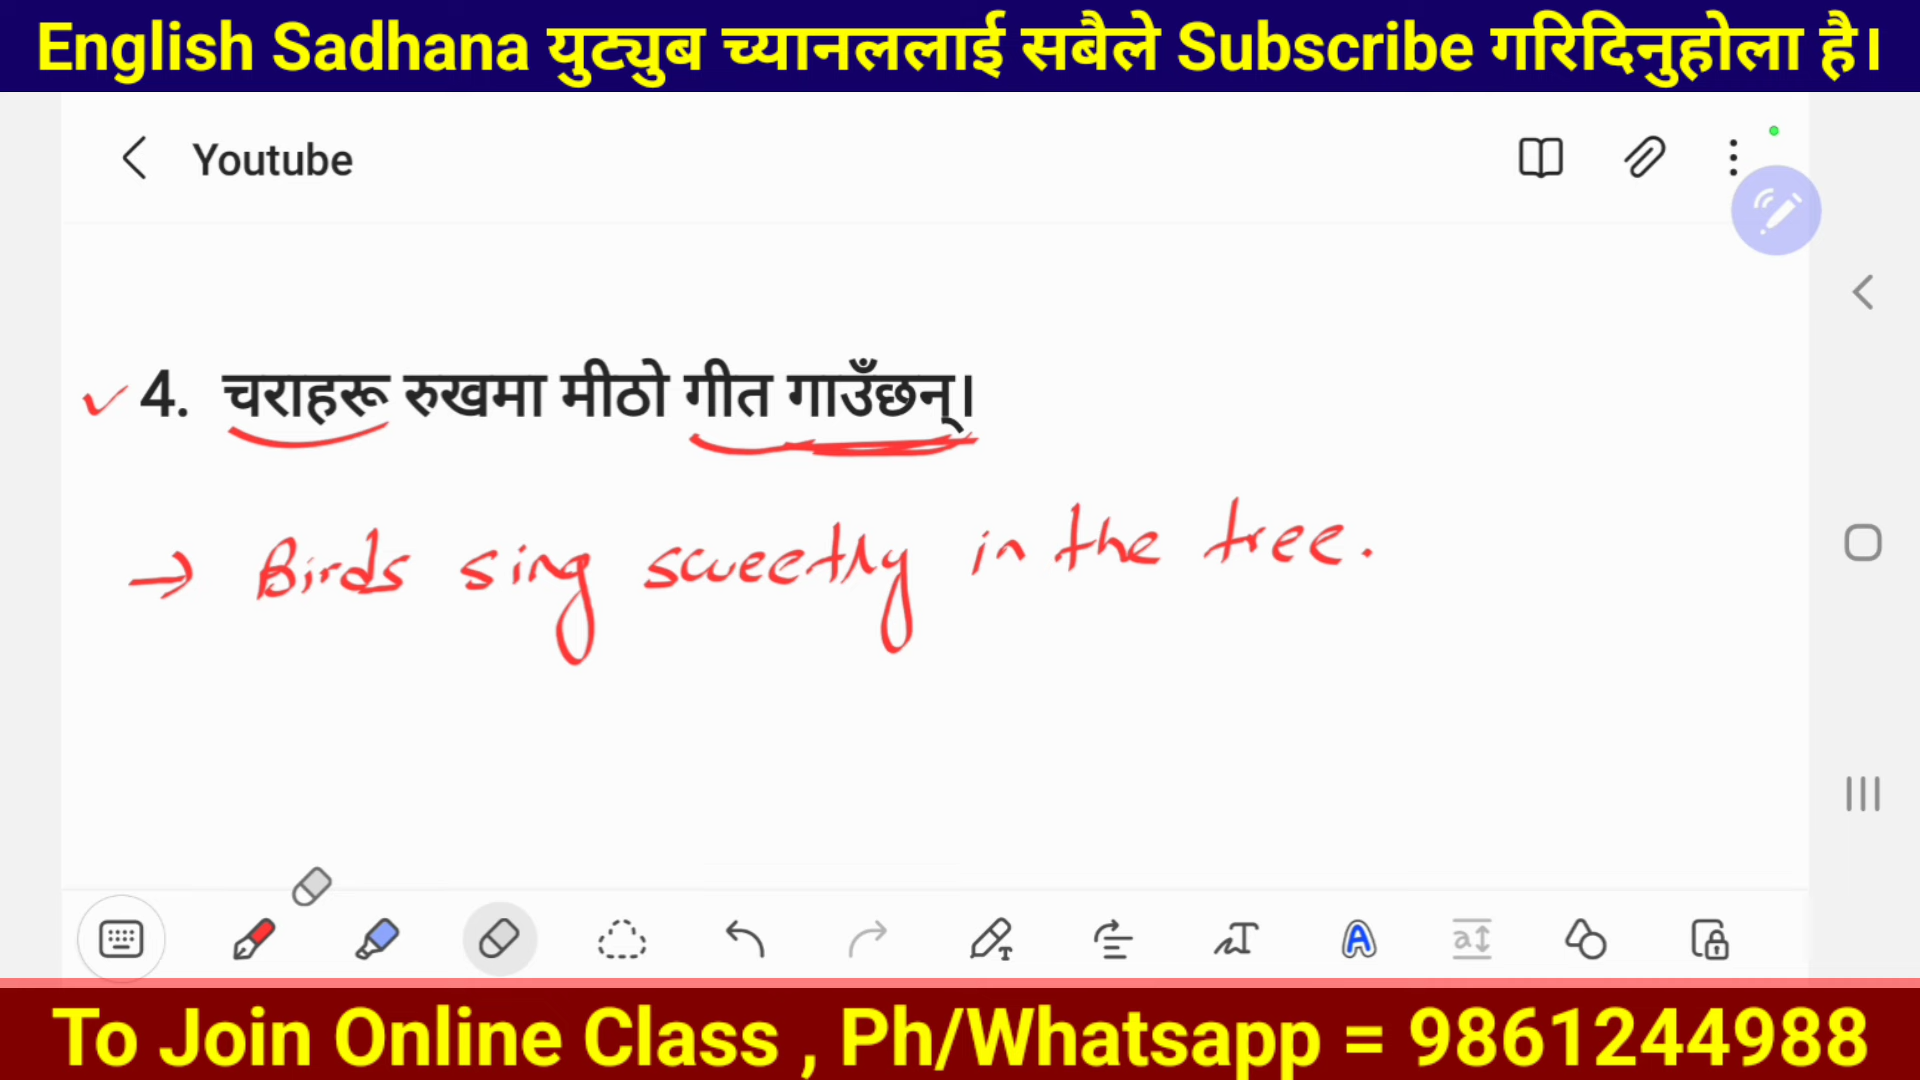 English Sadhana युट्युब च्यानललाई सबैले Subscribe गरिदिनुहोला है।
Youtube
4. चराहरू रुखमा मीठो गीत गाउँछन्।
→ Birds sing sweetly in the tree.
To Join Online Class , Ph/Whatsapp = 9861244988